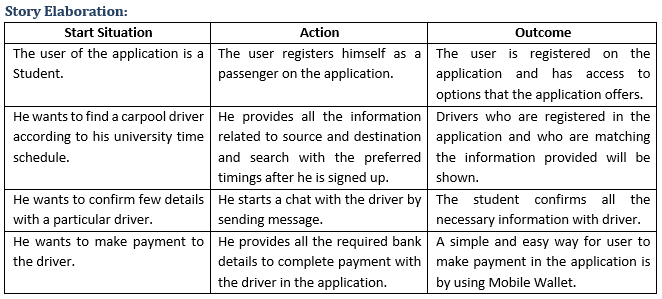 Story Elaboration:
Start Situation
Action
Outcome
The user of the application is a
Student.
The user registers himself as a
passenger on the application.
The user is registered on the
application and has access to
options that the application offers.
He wants to find a carpool driver
according to his university time
schedule.
He provides all the information
related to source and destination
and search with the preferred
timings after he is signed up.
Drivers who are registered in the
application and who are matching
the information provided will be
shown.
He wants to confirm few details
with a particular driver.
He starts a chat with the driver by
sending message.
The student confirms all the
necessary information with driver.
He wants to make payment to
the driver.
He provides all the required bank
details to complete payment with
the driver in the application.
A simple and easy way for user to
make payment in the application is
by using Mobile Wallet.